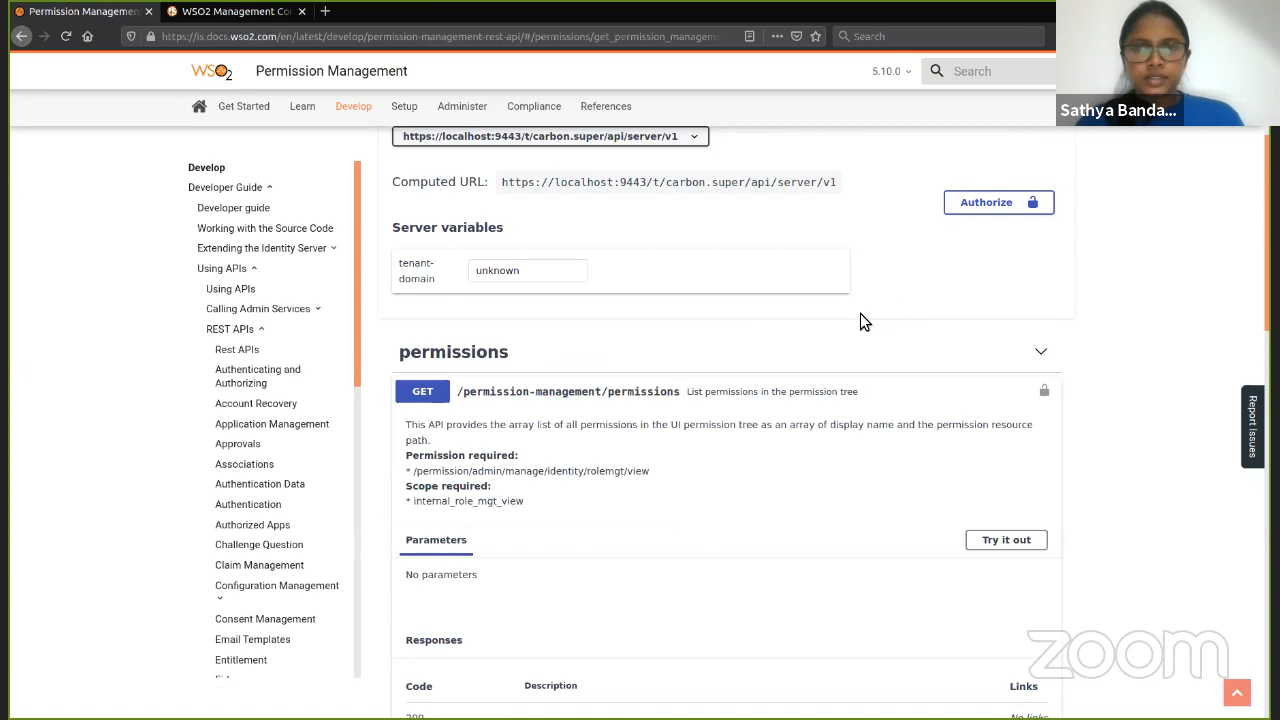 Permission Managemen
WSO2 Management Co
https://is.docs.wso2.com/en/latest/develop/permission-management-rest-api/#/permissions/get_permission_manageme
Search
WSO2
Permission Management
5.10.0
Search
Get Started
Learn
Develop
Setup
Administer
Compliance
References
Sathya Banda...
Develop
Developer Guide
Developer guide
Working with the Source Code
Extending the Identity Server
Using APIs
Using APIs
Calling Admin Services
REST APIs
Rest APIs
Authenticating and
Authorizing
Account Recovery
Application Management
Approvals
Associations
Authentication Data
Authentication
Authorized Apps
Challenge Question
Claim Management
Configuration Management
Consent Management
Email Templates
Entitlement
https://localhost:9443/t/carbon.super/api/server/v1
Computed URL: https://localhost:9443/t/carbon.super/api/server/v1
Authorize
Server variables
tenant-
domain
unknown
permissions
GET /permission-management/permissions List permissions in the permission tree
This API provides the array list of all permissions in the UI permission tree as an array of display name and the permission resource
path.
Permission required:
* /permission/admin/manage/identity/rolemgt/view
Scope required:
* internal_role_mgt_view
Parameters
Try it out
No parameters
Responses
Code
Description
Links
200
No links
Report Issues
zoom